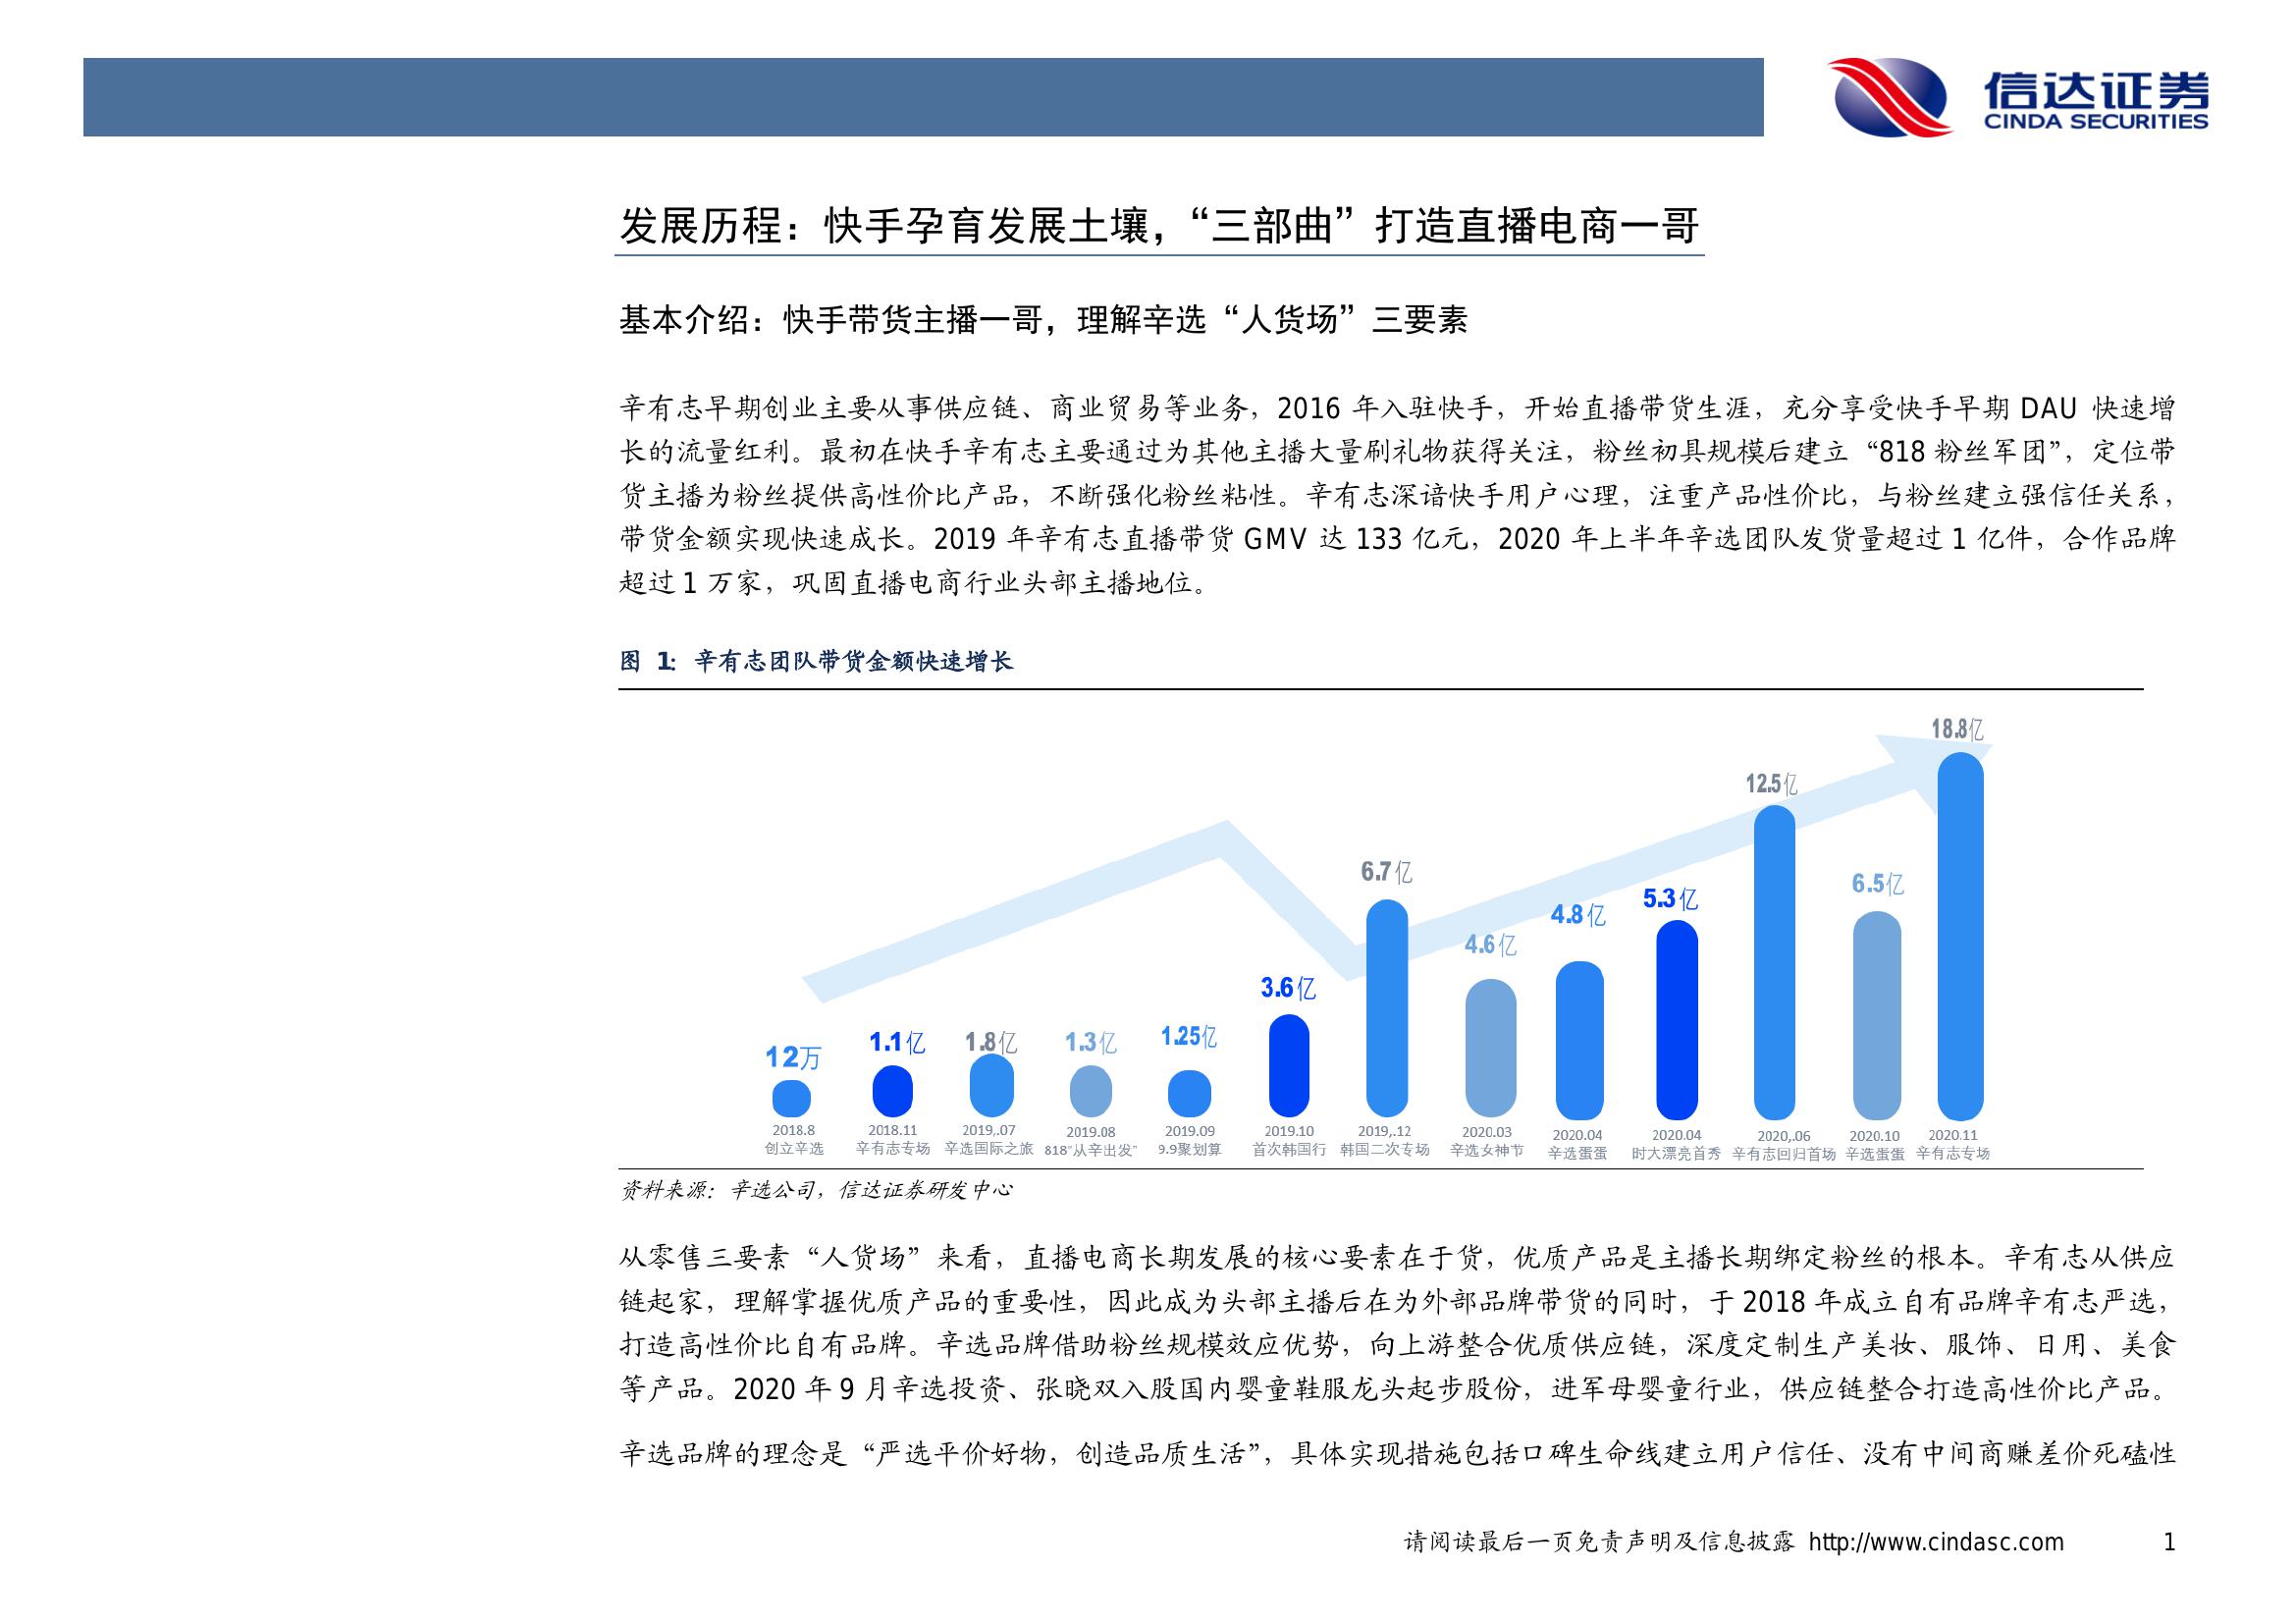 信达证券
CINDA SECURITIES
发展历程：快手孕育发展土壤，“三部曲”打造直播电商一哥
基本介绍：快手带货主播一哥，理解辛选“人货场”三要素
辛有志早期创业主要从事供应链、商业贸易等业务，2016 年入驻快手，开始直播带货生涯，充分享受快手早期 DAU 快速增
长的流量红利。最初在快手辛有志主要通过为其他主播大量刷礼物获得关注，粉丝初具规模后建立“818 粉丝军团”，定位带
货主播为粉丝提供高性价比产品，不断强化粉丝粘性。辛有志深谙快手用户心理，注重产品性价比，与粉丝建立强信任关系，
带货金额实现快速成长。2019 年辛有志直播带货 GMV 达 133 亿元，2020 年上半年辛选团队发货量超过 1 亿件，合作品牌
超过 1 万家，巩固直播电商行业头部主播地位。
图 1：辛有志团队带货金额快速增长
12万 1.1亿 1.8亿 1.3亿 1.25亿 3.6亿 6.7亿 4.6亿 4.8亿 5.3亿 12.5亿 6.5亿 18.8亿
2018.8 2018.11 2019,.07 2019.08 2019.09 2019.10 2019,.12 2020.03 2020.04 2020.04 2020,.06 2020.10 2020.11
创立辛选 辛有志专场 辛选国际之旅 818“从辛出发” 9.9聚划算 首次韩国行 韩国二次专场 辛选女神节 辛选蛋蛋 时大漂亮首秀 辛有志回归首场 辛选蛋蛋 辛有志专场
资料来源：辛选公司，信达证券研发中心
从零售三要素“人货场”来看，直播电商长期发展的核心要素在于货，优质产品是主播长期绑定粉丝的根本。辛有志从供应
链起家，理解掌握优质产品的重要性，因此成为头部主播后在为外部品牌带货的同时，于 2018 年成立自有品牌辛有志严选，
打造高性价比自有品牌。辛选品牌借助粉丝规模效应优势，向上游整合优质供应链，深度定制生产美妆、服饰、日用、美食
等产品。2020 年 9 月辛选投资、张晓双入股国内婴童鞋服龙头起步股份，进军母婴童行业，供应链整合打造高性价比产品。
辛选品牌的理念是“严选平价好物，创造品质生活”，具体实现措施包括口碑生命线建立用户信任、没有中间商赚差价死磕性
请阅读最后一页免责声明及信息披露 http://www.cindasc.com 1